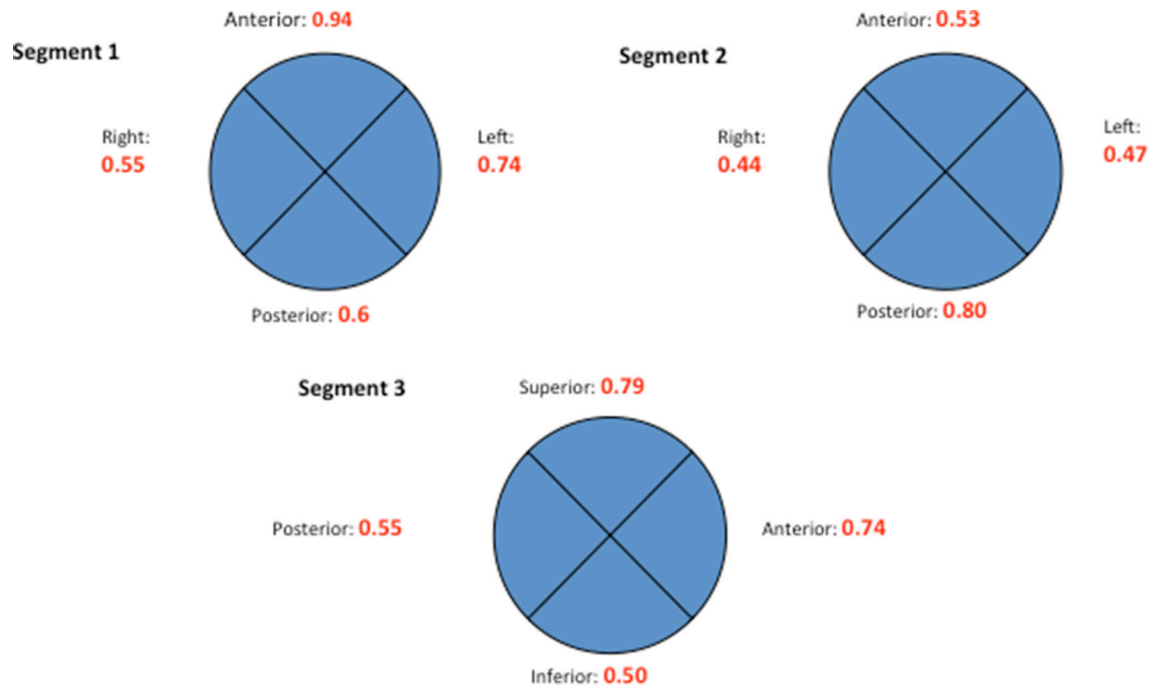 Segment 1
Anterior: 0.94
Right:
0.55
Left:
0.74
Posterior: 0.6
Segment 2
Anterior: 0.53
Right:
0.44
Left:
0.47
Posterior: 0.80
Segment 3
Superior: 0.79
Posterior: 0.55
Anterior: 0.74
Inferior: 0.50